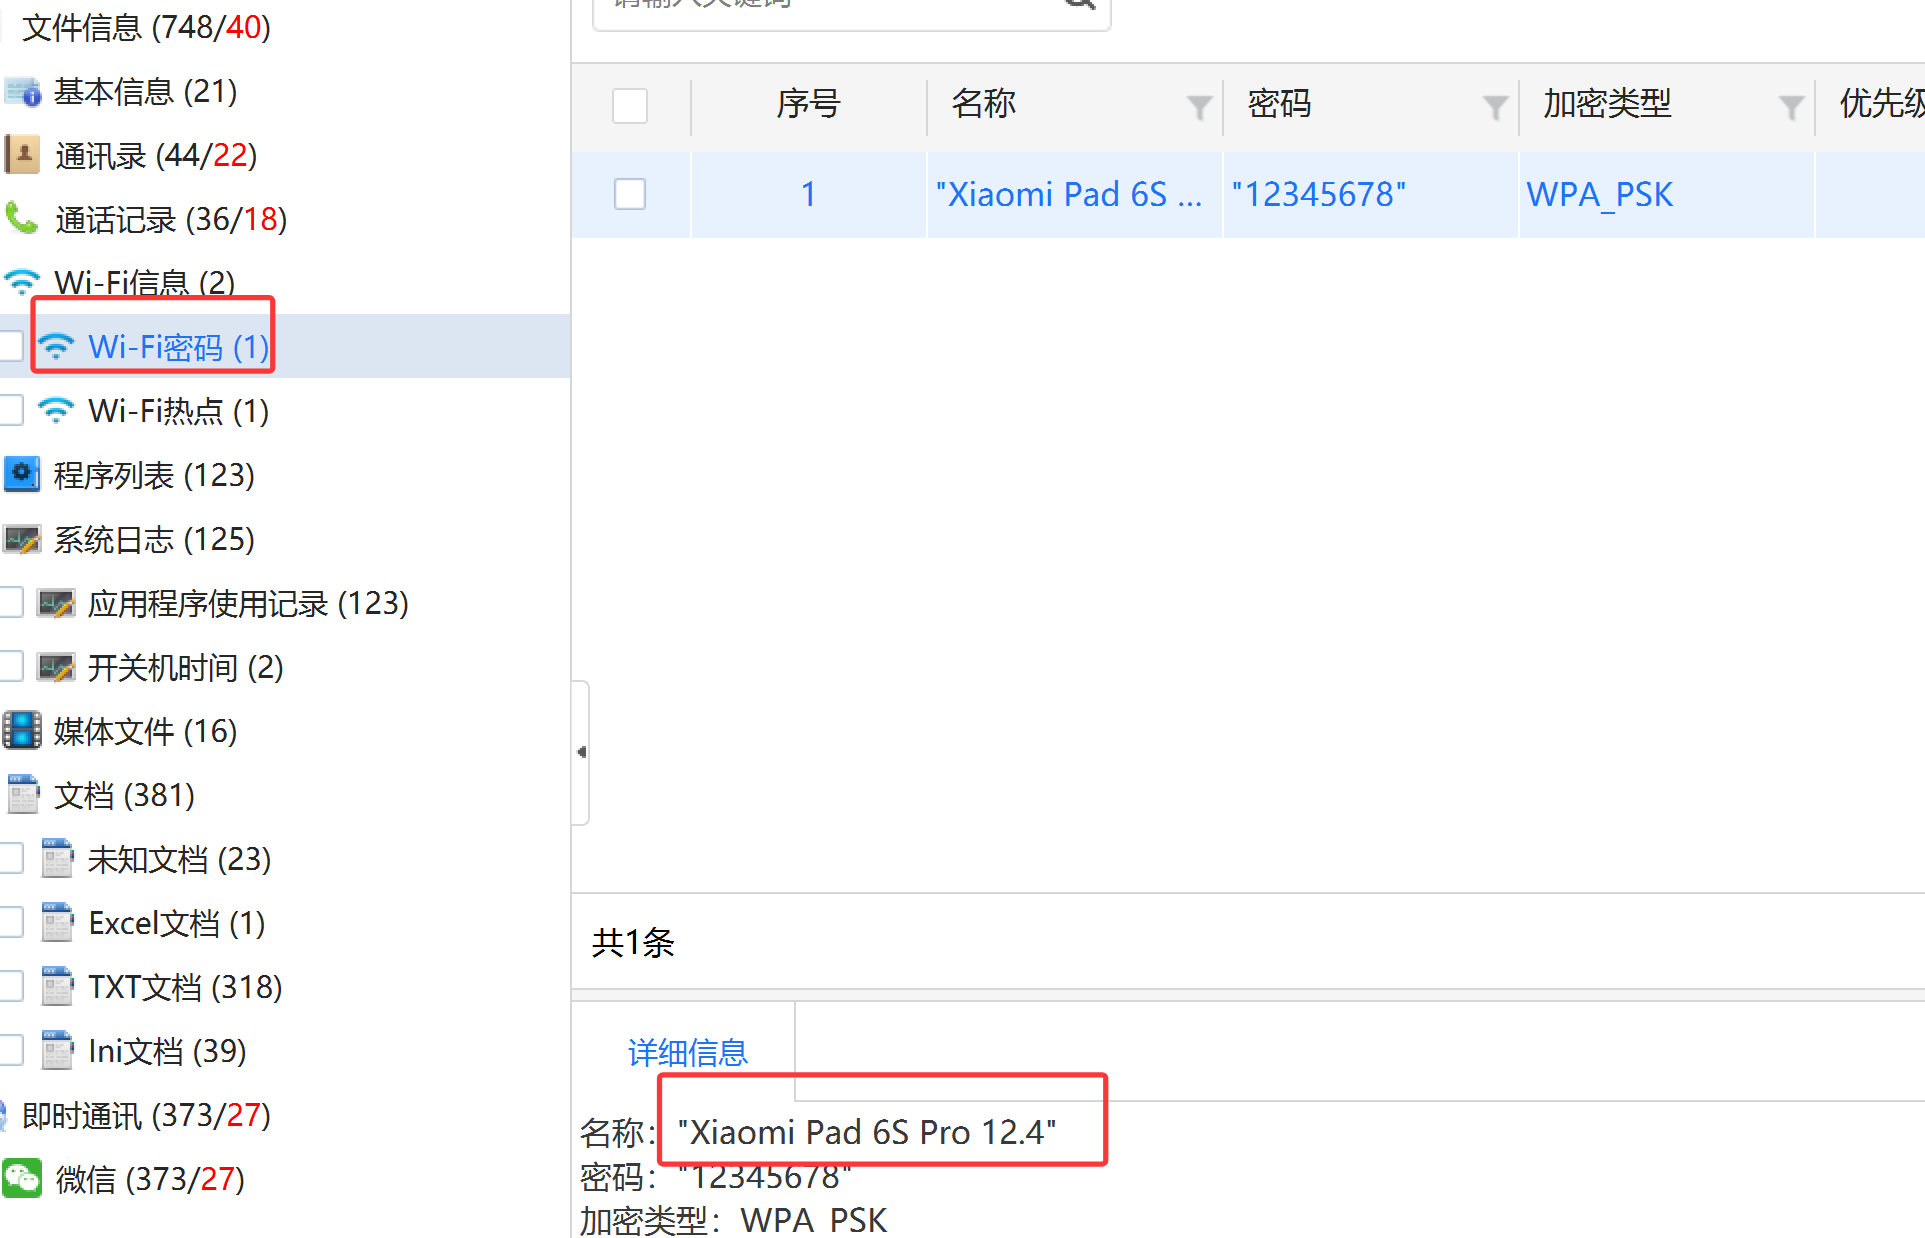 文件信息 (748/40)
基本信息 (21)
通讯录 (44/22)
通话记录 (36/18)
Wi-Fi信息 (2)
Wi-Fi密码 (1)
Wi-Fi热点 (1)
程序列表 (123)
系统日志 (125)
应用程序使用记录 (123)
开关机时间 (2)
媒体文件 (16)
文档 (381)
未知文档 (23)
Excel文档 (1)
TXT文档 (318)
Ini文档 (39)
即时通讯 (373/27)
微信 (373/27)
请输入关键词
序号 名称 密码 加密类型 优先级
1 "Xiaomi Pad 6S ... "12345678" WPA_PSK
共1条
详细信息
名称： "Xiaomi Pad 6S Pro 12.4"
密码： "12345678"
加密类型： WPA_PSK